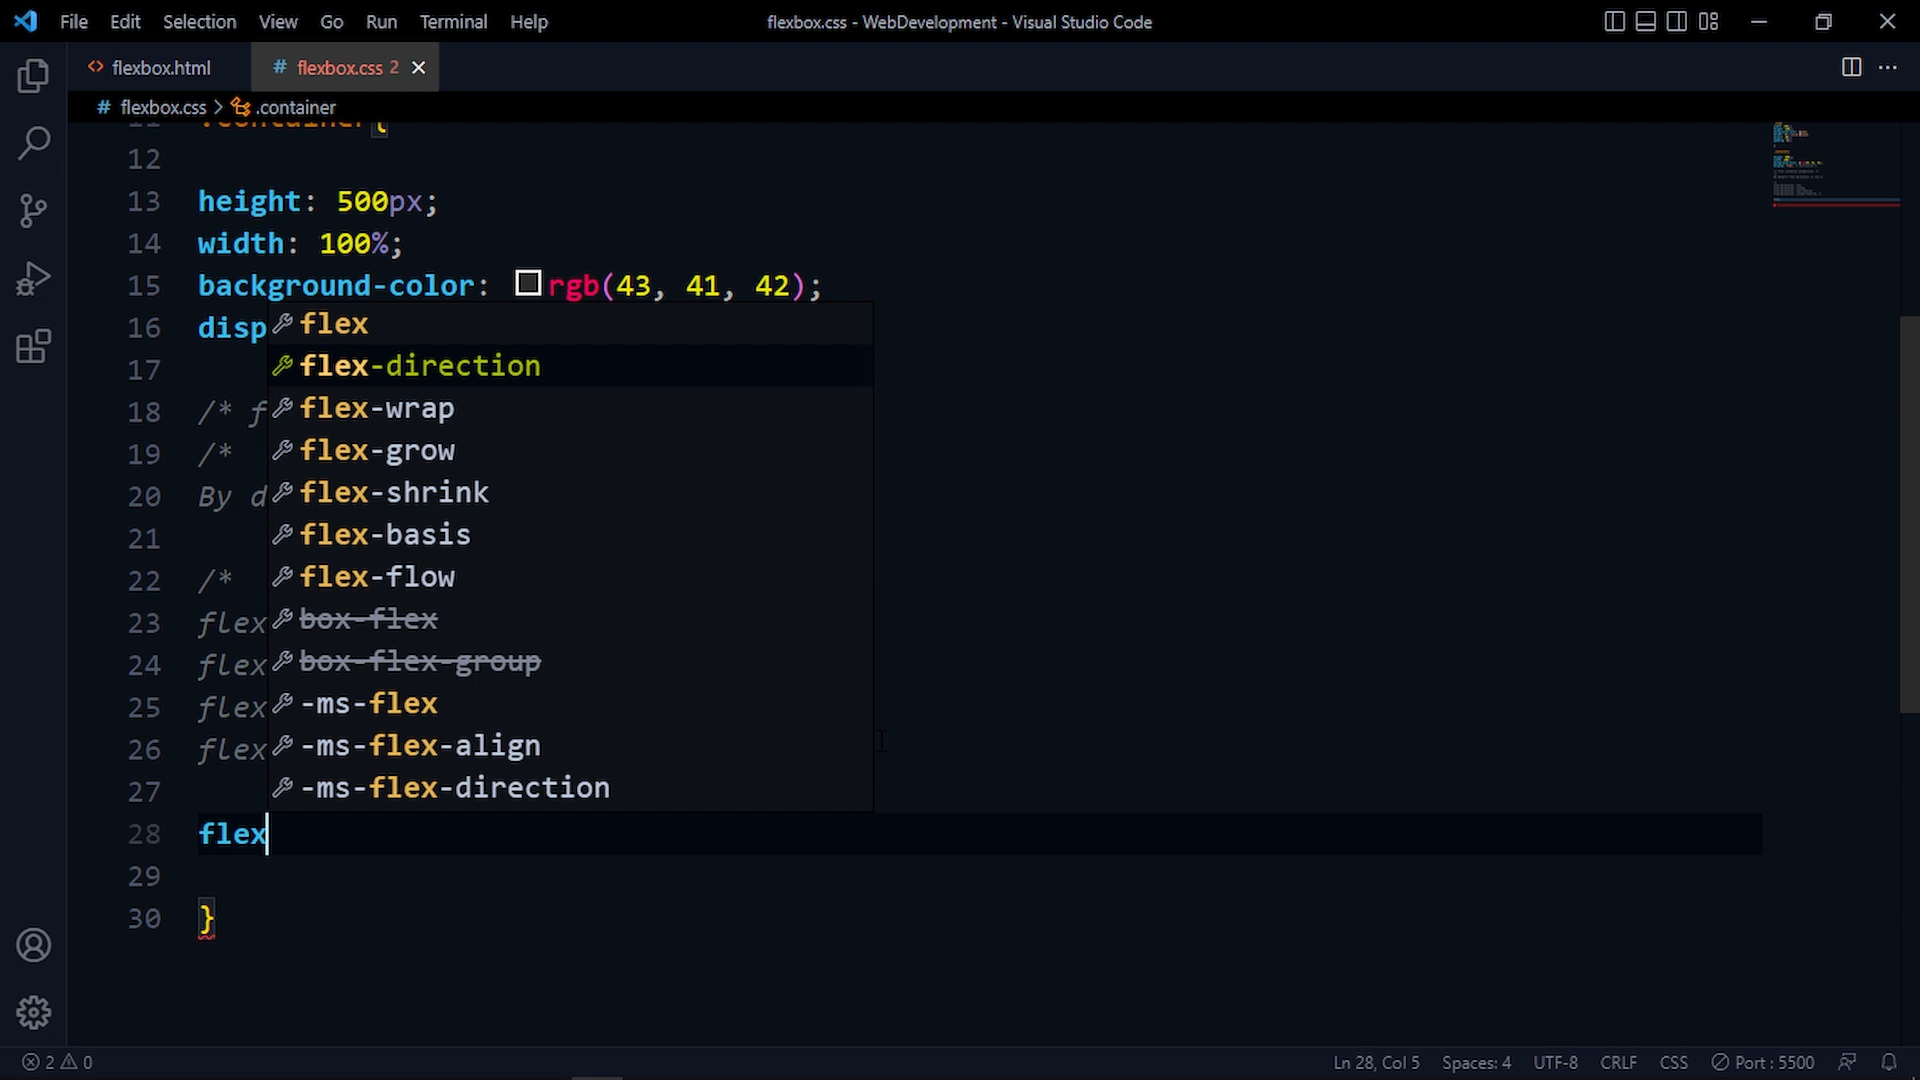 File Edit Selection View Go Run Terminal Help flexbox.css - WebDevelopment - Visual Studio Code
<> flexbox.html # flexbox.css 2
# flexbox.css > .container
11 .container{
12
13 height: 500px;
14 width: 100%;
15 background-color: rgb(43, 41, 42);
16 disp flex
17 flex-direction
18 /* f flex-wrap
19 /* flex-grow
20 By d flex-shrink
21 flex-basis
22 /* flex-flow
23 flex box-flex
24 flex box-flex-group
25 flex -ms-flex
26 flex -ms-flex-align
27 -ms-flex-direction
28 flex
29
30 }
2 0 Ln 28, Col 5 Spaces: 4 UTF-8 CRLF CSS Port : 5500